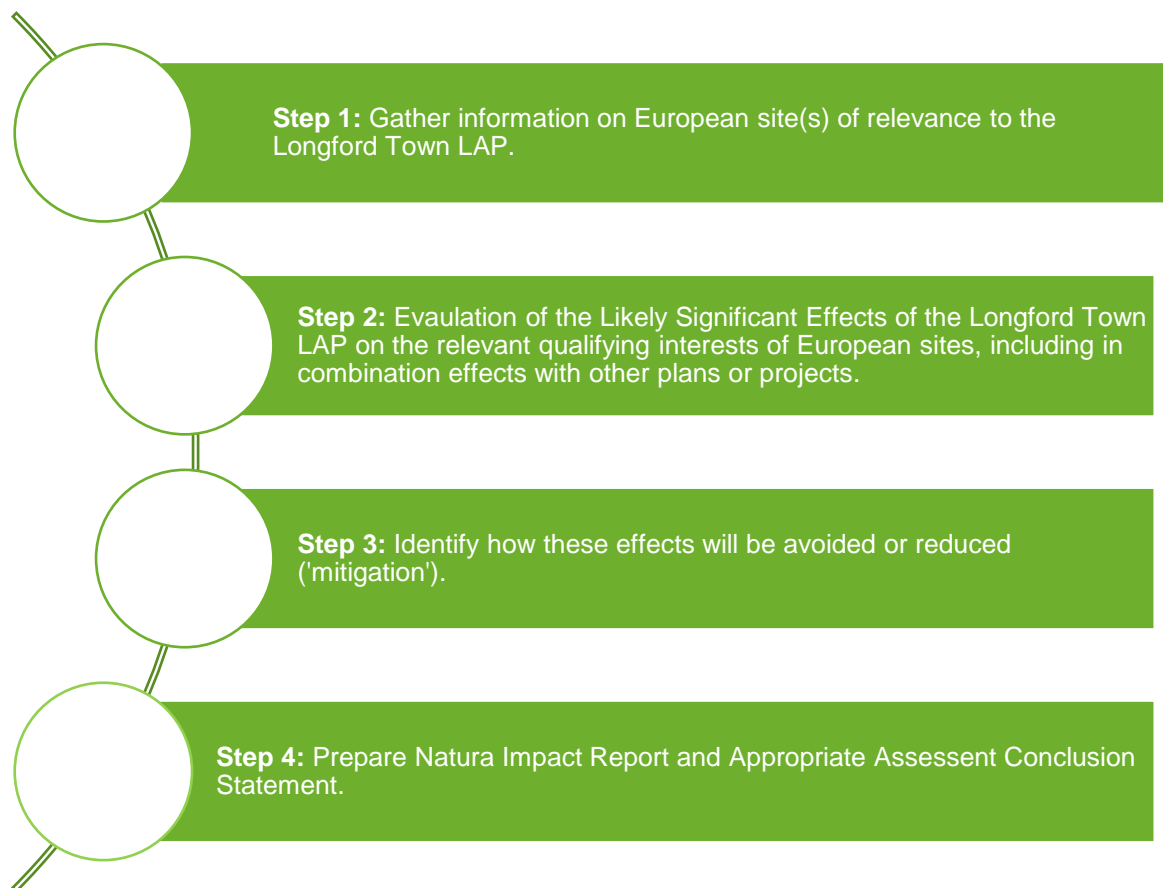 Step 1: Gather information on European site(s) of relevance to the
Longford Town LAP.
Step 2: Evaulation of the Likely Significant Effects of the Longford Town
LAP on the relevant qualifying interests of European sites, including in
combination effects with other plans or projects.
Step 3: Identify how these effects will be avoided or reduced
('mitigation').
Step 4: Prepare Natura Impact Report and Appropriate Assessent Conclusion
Statement.